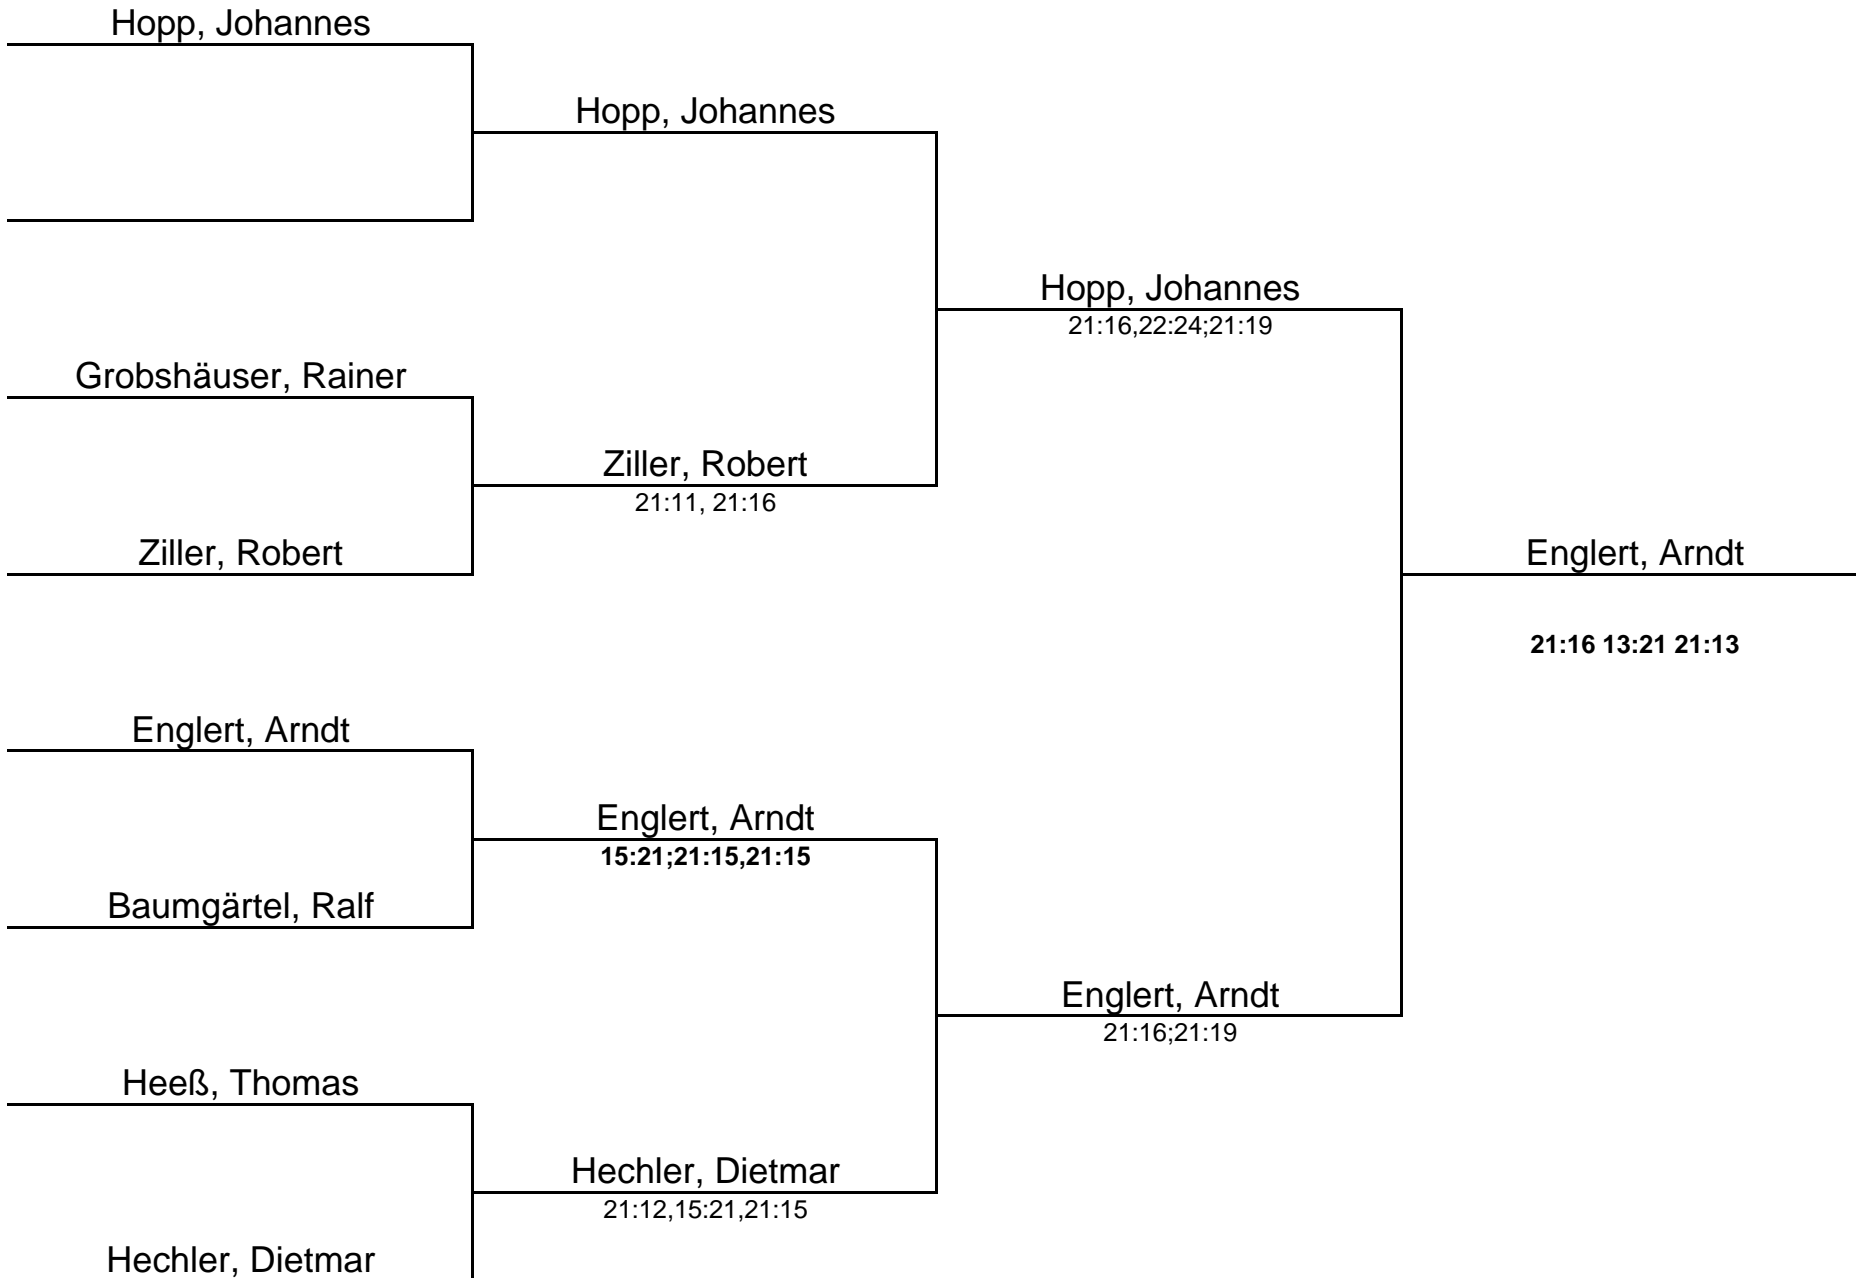 Hopp, Johannes
Hopp, Johannes
Hopp, Johannes
21:16,22:24;21:19
Grobshäuser, Rainer
Ziller, Robert
21:11, 21:16
Ziller, Robert
Englert, Arndt
21:16 13:21 21:13
Englert, Arndt
Englert, Arndt
15:21;21:15,21:15
Baumgärtel, Ralf
Englert, Arndt
21:16;21:19
Heeß, Thomas
Hechler, Dietmar
21:12,15:21,21:15
Hechler, Dietmar